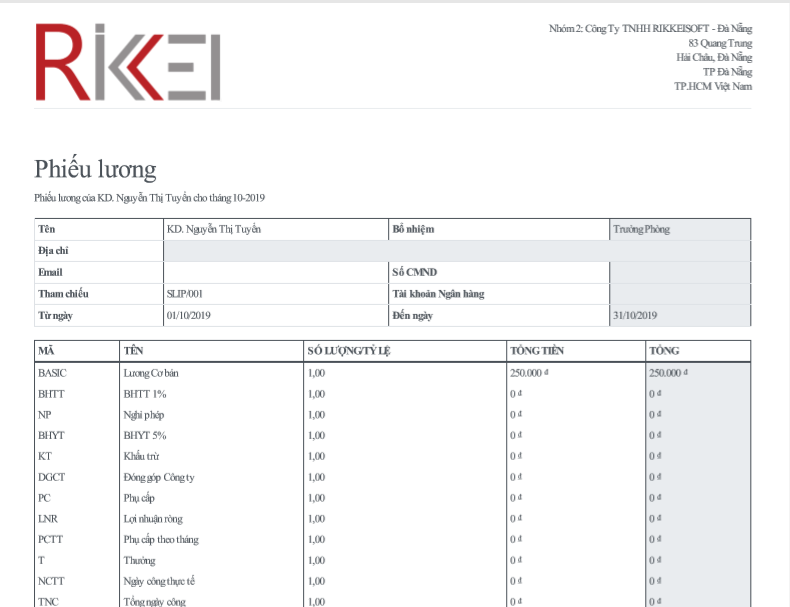 RIKKEI
Nhóm 2: Công Ty TNHH RIKKEISOFT - Đà Nẵng
83 Quang Trung
Hải Châu, Đà Nẵng
TP Đà Nẵng
TP.HCM Việt Nam
Phiếu lương
Phiếu lương của KD. Nguyễn Thị Tuyển cho tháng 10-2019
Tên KD. Nguyễn Thị Tuyển Bổ nhiệm Trưởng Phòng
Địa chỉ
Email Số CMND
Tham chiếu SLIP/001 Tài khoản Ngân hàng
Từ ngày 01/10/2019 Đến ngày 31/10/2019
MÃ TÊN SỐ LƯỢNG/TỶ LỆ TỔNG TIỀN TỔNG
BASIC Lương Cơ bản 1,00 250.000 ₫ 250.000 ₫
BHTT BHTT 1% 1,00 0 ₫ 0 ₫
NP Nghỉ phép 1,00 0 ₫ 0 ₫
BHYT BHYT 5% 1,00 0 ₫ 0 ₫
KT Khấu trừ 1,00 0 ₫ 0 ₫
DGCT Đóng góp Công ty 1,00 0 ₫ 0 ₫
PC Phụ cấp 1,00 0 ₫ 0 ₫
LNR Lợi nhuận ròng 1,00 0 ₫ 0 ₫
PCTT Phụ cấp theo tháng 1,00 0 ₫ 0 ₫
T Thưởng 1,00 0 ₫ 0 ₫
NCTT Ngày công thực tế 1,00 0 ₫ 0 ₫
TNC Tổng ngày công 1,00 0 ₫ 0 ₫